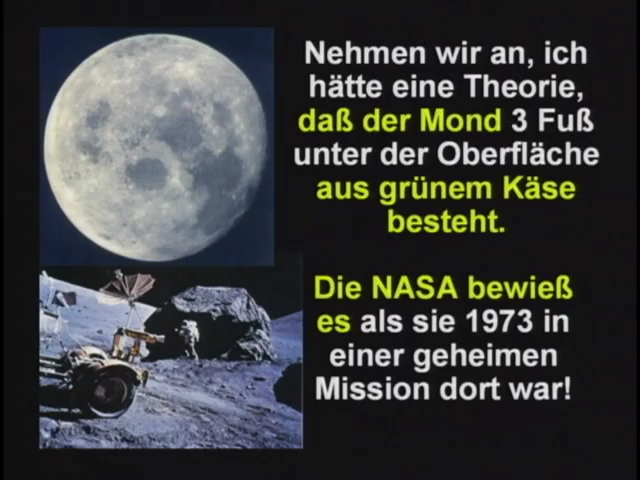 Nehmen wir an, ich
hätte eine Theorie,
daß der Mond 3 Fuß
unter der Oberfläche
aus grünem Käse
besteht.
Die NASA bewieß
es als sie 1973 in
einer geheimen
Mission dort war!